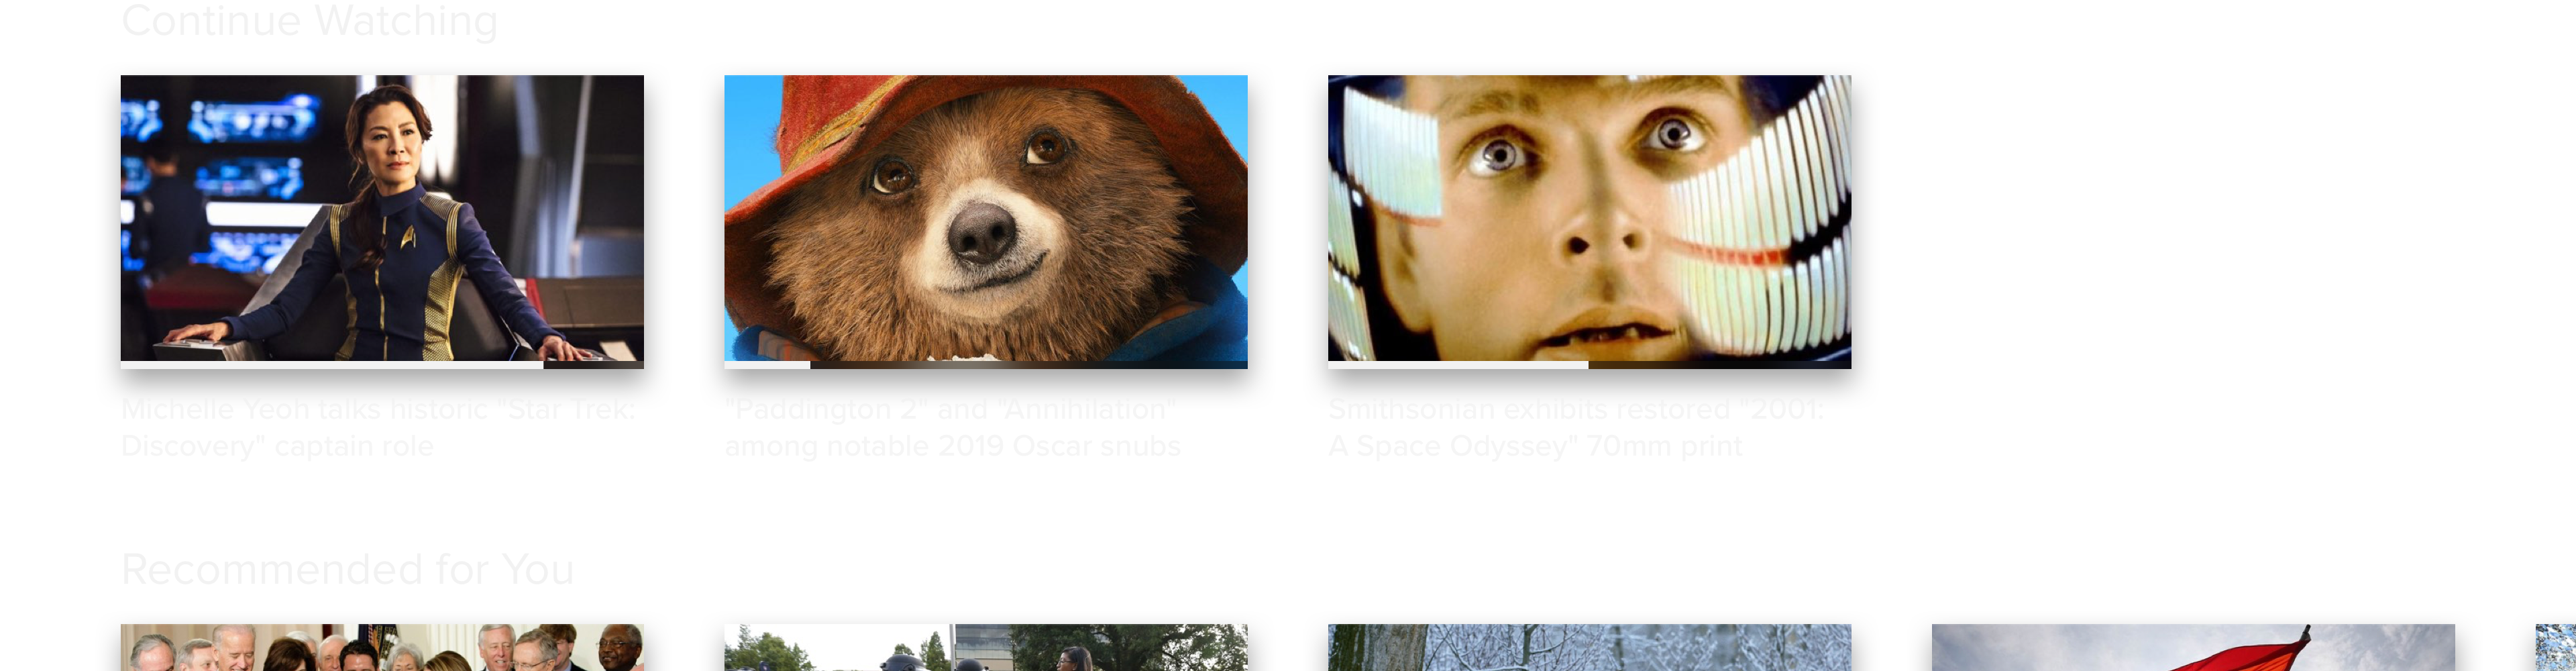 Continue Watching
Michelle Yeoh talks historic "Star Trek:
Discovery" captain role
"Paddington 2" and "Annihilation"
among notable 2019 Oscar snubs
Smithsonian exhibits restored "2001:
A Space Odyssey" 70mm print
Recommended for You